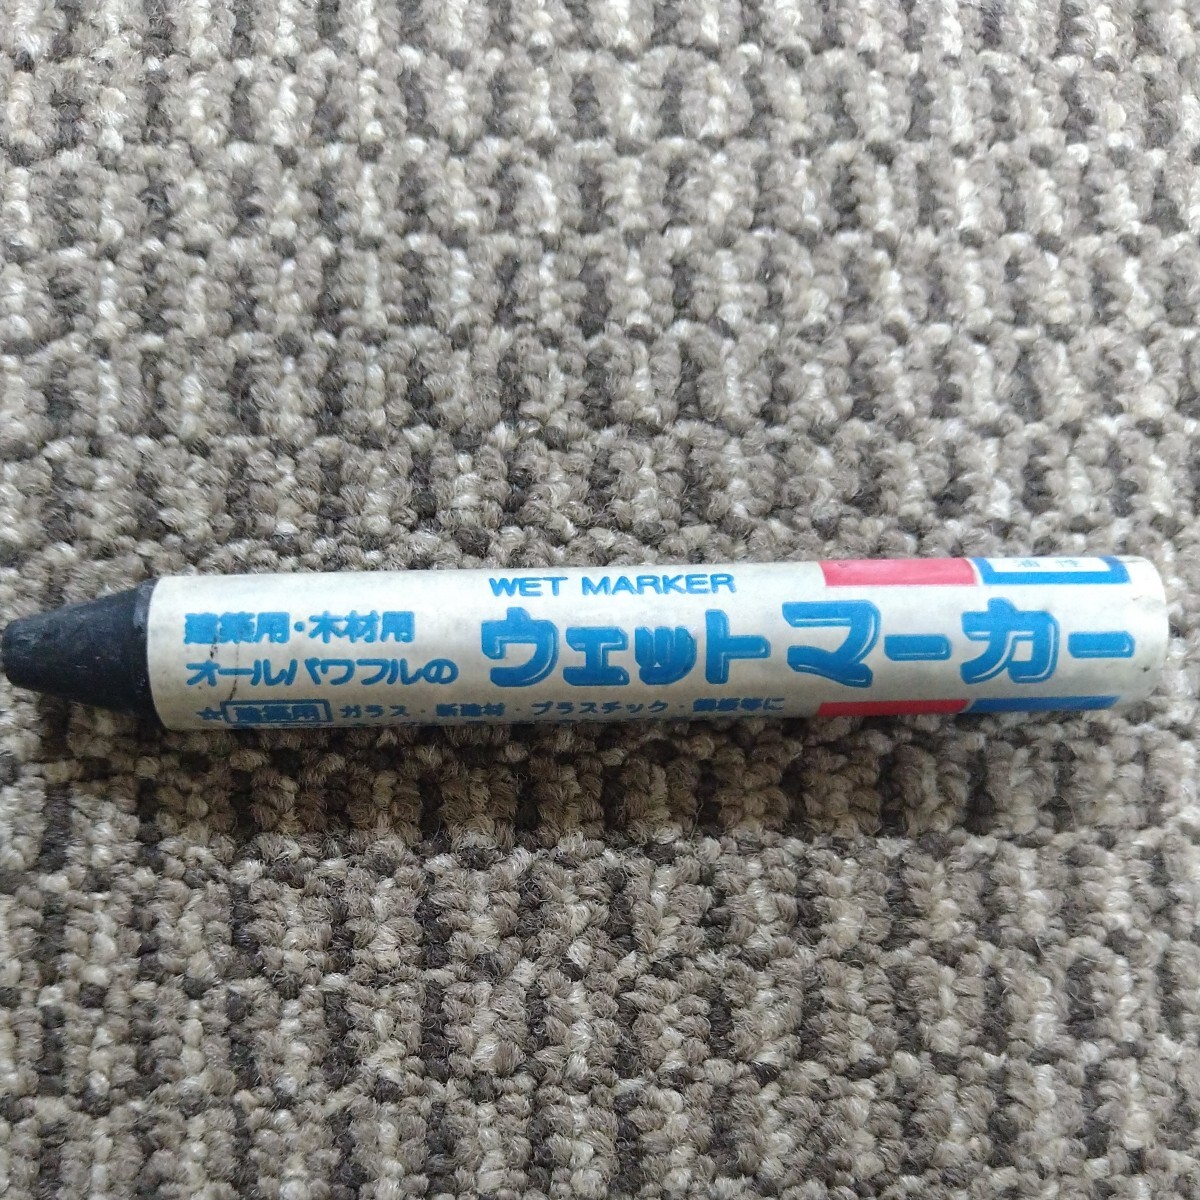 WET MARKER
油性
建築用・木材用
オールパワフルの
ウェットマーカー
☆建築用 ガラス・新建材・プラスチック・鋼板等に